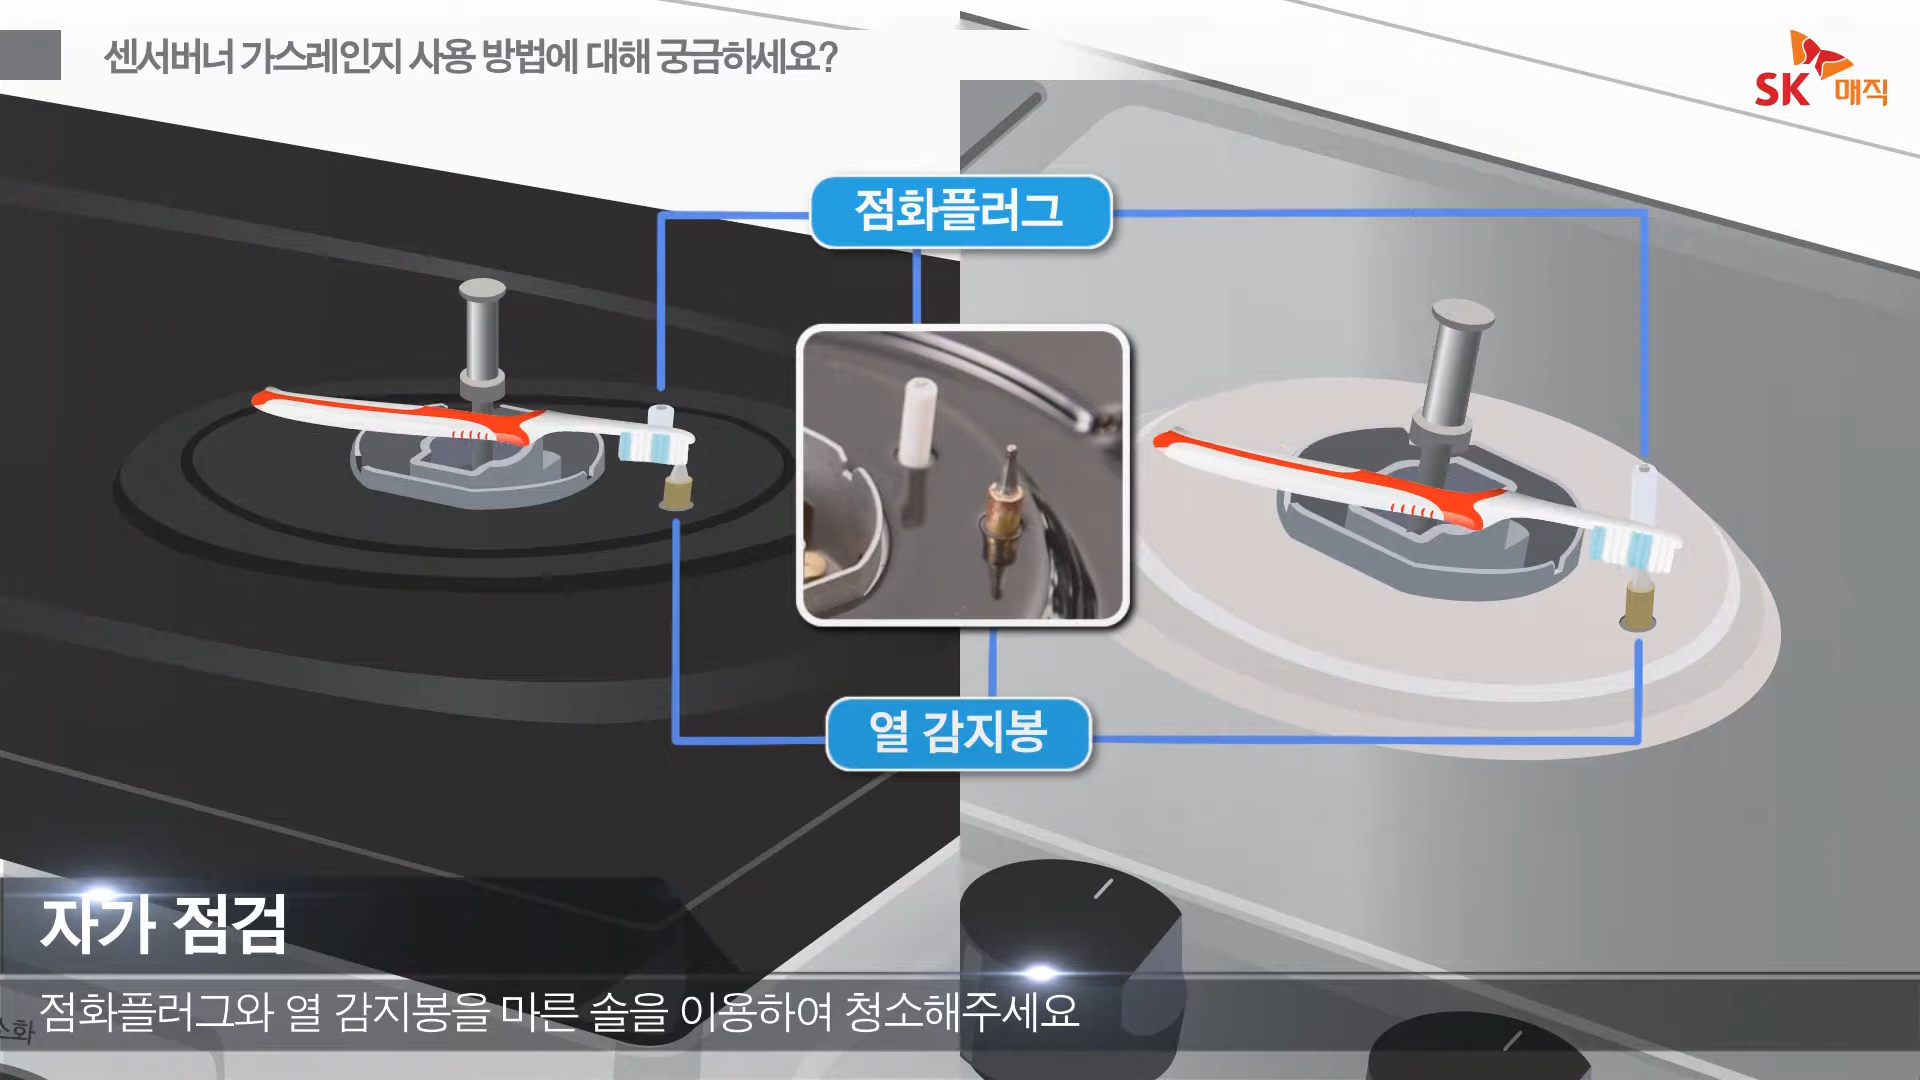 센서버너 가스레인지 사용 방법에 대해 궁금하세요?
SK 매직
점화플러그
열 감지봉
자가 점검
점화플러그와 열 감지봉을 마른 솔을 이용하여 청소해주세요